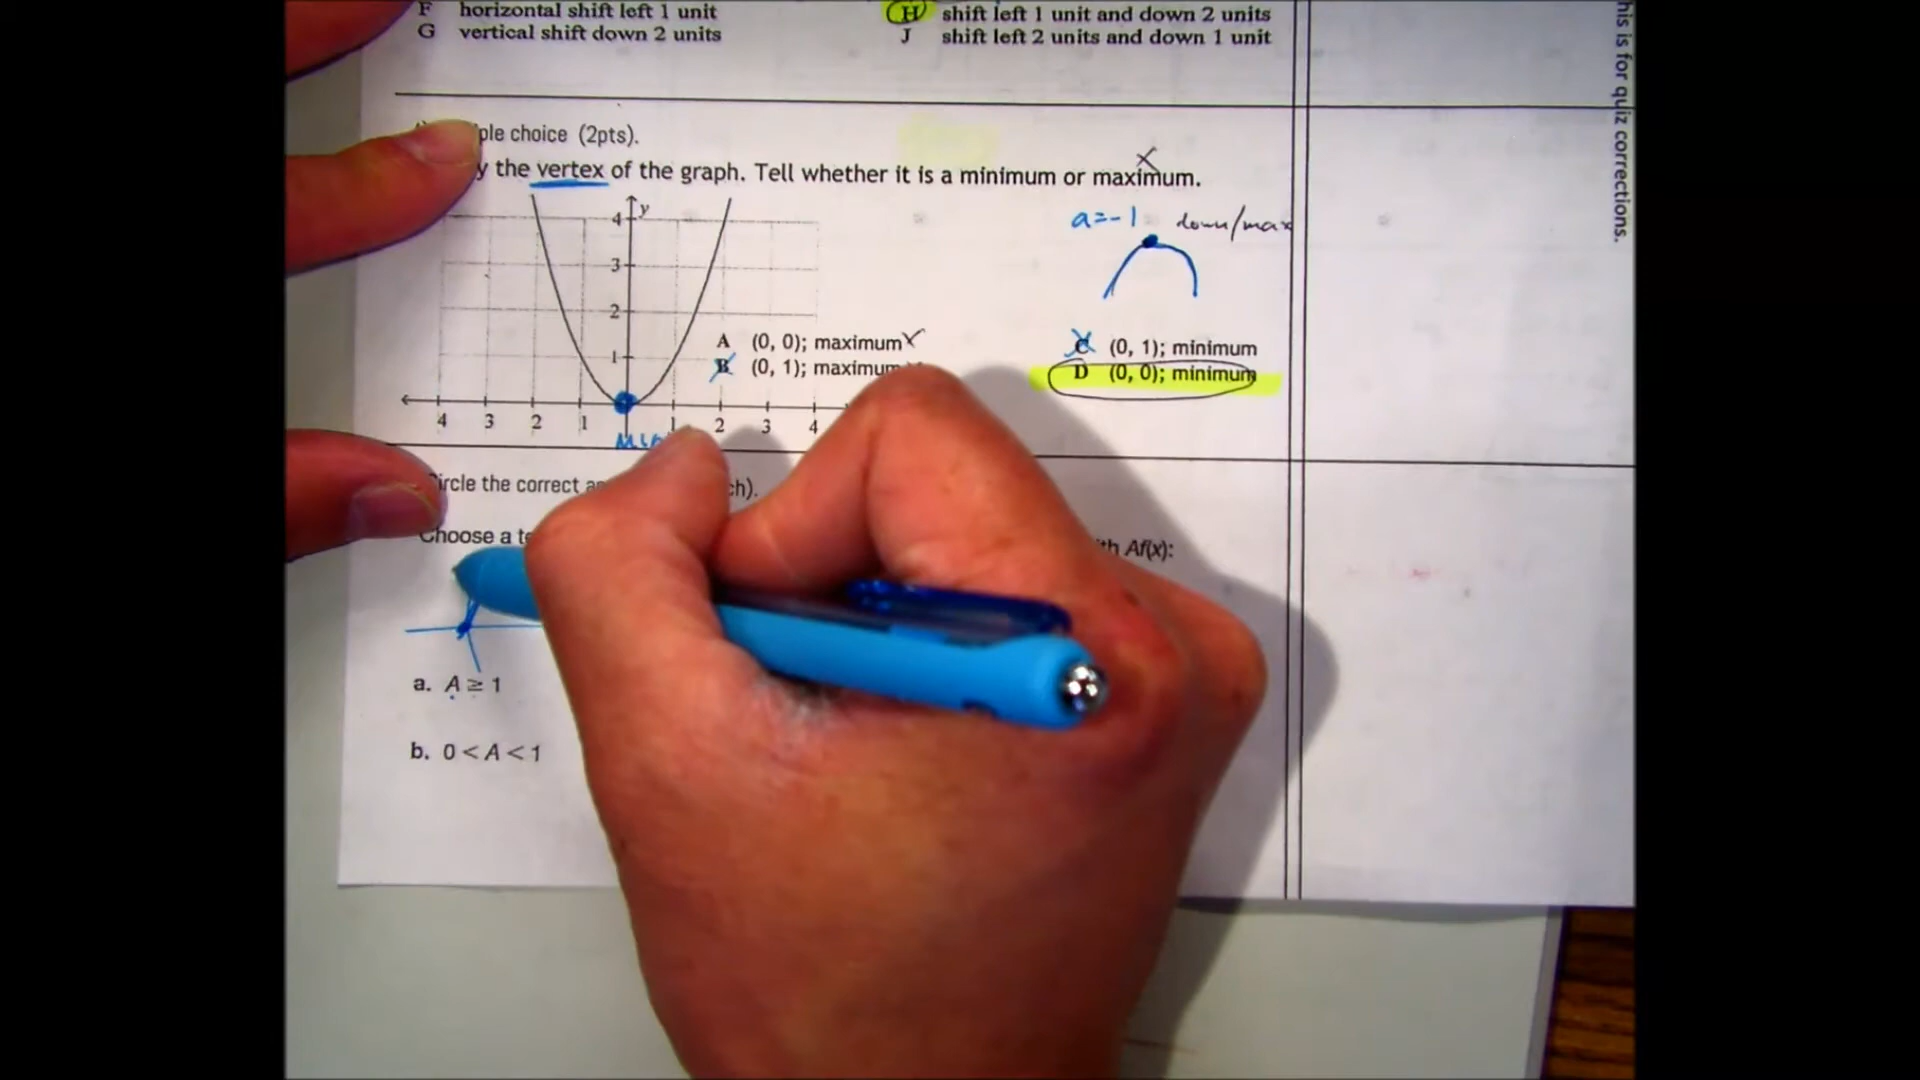 F horizontal shift left 1 unit
G vertical shift down 2 units
H shift left 1 unit and down 2 units
J shift left 2 units and down 1 unit
his is for quiz corrections.
ple choice (2pts).
y the vertex of the graph. Tell whether it is a minimum or maximum.
x
4 y
3
2
1
4 3 2 1 1 2 3 4
a=-1 down/max
A (0, 0); maximum x
B (0, 1); maximum
C (0, 1); minimum
D (0, 0); minimum
ircle the correct ch).
Choose a th Af(x):
a. A ≥ 1
b. 0 < A < 1